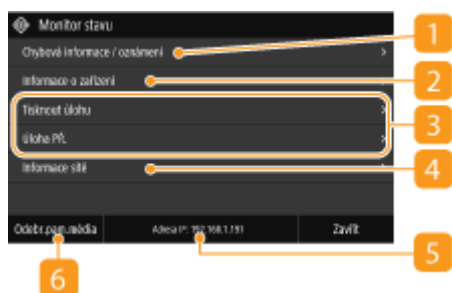 Monitor stavu
Chybová informace / oznámení
1
Informace o zařízení
2
Tisknout úlohu
3
Úloha Př.
Informace sítě
4
Odebr.pam.média
Adresa IP: 192.168.1.191
Zavřít
5
6